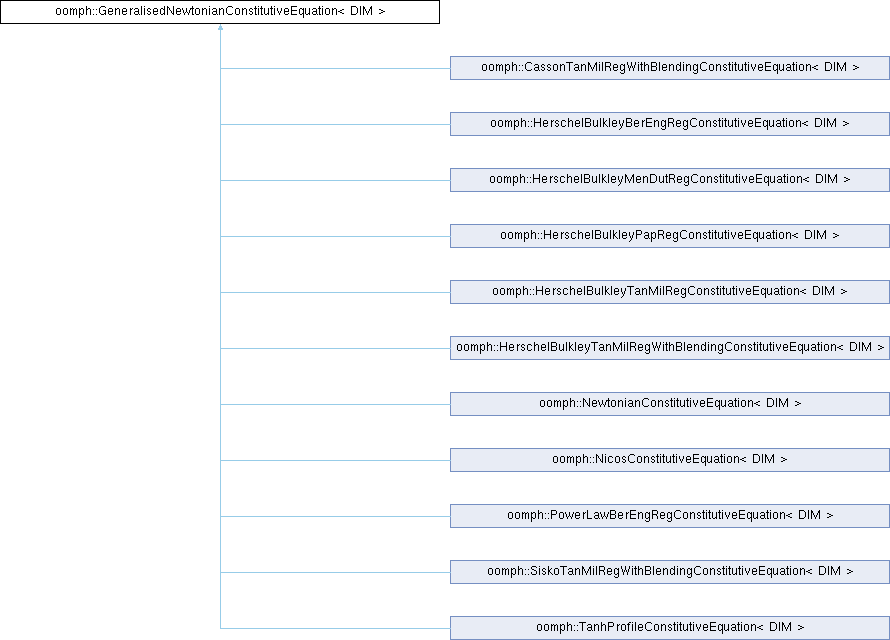 oomph::GeneralisedNewtonianConstitutiveEquation< DIM >
oomph::CassonTanMilRegWithBlendingConstitutiveEquation< DIM >
oomph::HerschelBulkleyBerEngRegConstitutiveEquation< DIM >
oomph::HerschelBulkleyMenDutRegConstitutiveEquation< DIM >
oomph::HerschelBulkleyPapRegConstitutiveEquation< DIM >
oomph::HerschelBulkleyTanMilRegConstitutiveEquation< DIM >
oomph::HerschelBulkleyTanMilRegWithBlendingConstitutiveEquation< DIM >
oomph::NewtonianConstitutiveEquation< DIM >
oomph::NicosConstitutiveEquation< DIM >
oomph::PowerLawBerEngRegConstitutiveEquation< DIM >
oomph::SiskoTanMilRegWithBlendingConstitutiveEquation< DIM >
oomph::TanhProfileConstitutiveEquation< DIM >